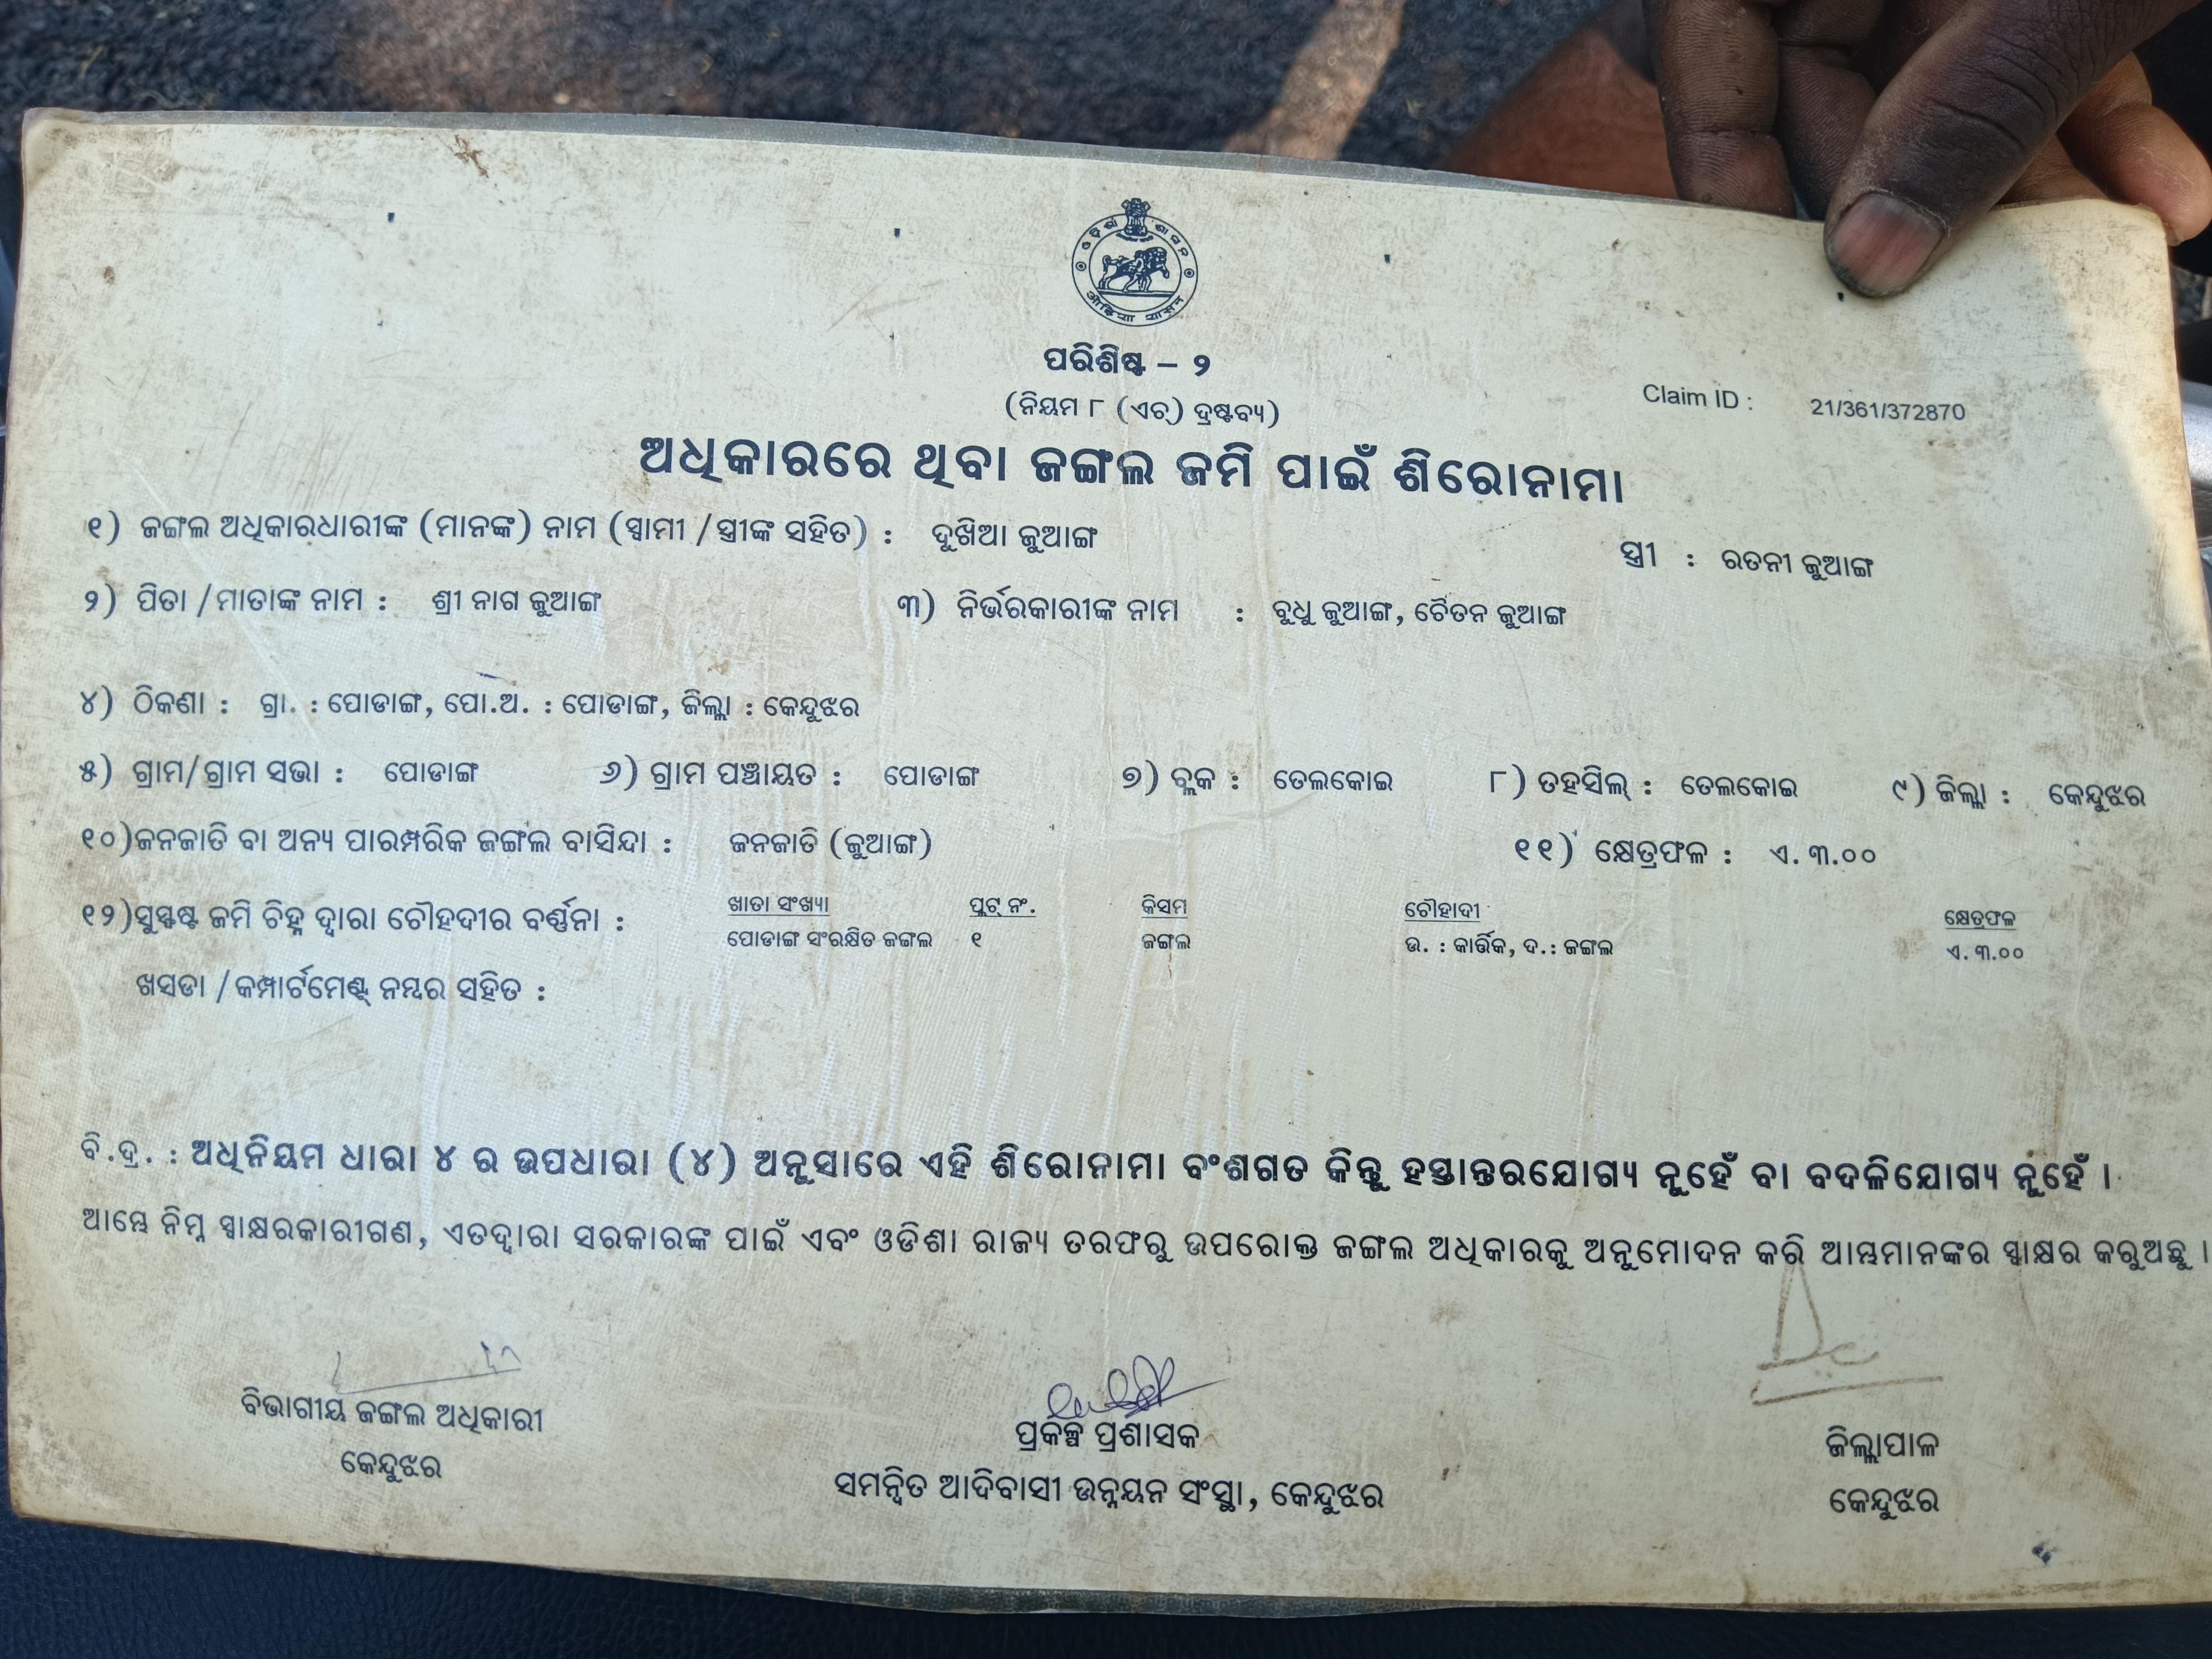 ଓଡ଼ିଶା ଶାସନ
ओड़िशा शासन
ପରିଶିଷ୍ଟ – ୨
(ନିୟମ ୮ (ଏଚ୍) ଦ୍ରଷ୍ଟବ୍ୟ)
Claim ID : 21/361/372870
ଅଧିକାରରେ ଥିବା ଜଙ୍ଗଲ ଜମି ପାଇଁ ଶିରୋନାମା
୧) ଜଙ୍ଗଲ ଅଧିକାରଧାରୀଙ୍କ (ମାନଙ୍କ) ନାମ (ସ୍ୱାମୀ /ସ୍ତ୍ରୀଙ୍କ ସହିତ) : ଦୁଖିଆ ଜୁଆଙ୍ଗ ସ୍ତ୍ରୀ : ରତନୀ ଜୁଆଙ୍ଗ
୨) ପିତା /ମାତାଙ୍କ ନାମ : ଶ୍ରୀ ନାଗ ଜୁଆଙ୍ଗ ୩) ନିର୍ଭରକାରୀଙ୍କ ନାମ : ବୁଧୁ ଜୁଆଙ୍ଗ, ଚୈତନ ଜୁଆଙ୍ଗ
୪) ଠିକଣା : ଗ୍ରା. : ପୋଡାଙ୍ଗ, ପୋ.ଅ. : ପୋଡାଙ୍ଗ, ଜିଲ୍ଲା : କେନ୍ଦୁଝର
୫) ଗ୍ରାମ/ଗ୍ରାମ ସଭା : ପୋଡାଙ୍ଗ ୬) ଗ୍ରାମ ପଞ୍ଚାୟତ : ପୋଡାଙ୍ଗ ୭) ବ୍ଲକ : ତେଲକୋଇ ୮) ତହସିଲ୍ : ତେଲକୋଇ ୯) ଜିଲ୍ଲା : କେନ୍ଦୁଝର
୧୦)ଜନଜାତି ବା ଅନ୍ୟ ପାରମ୍ପରିକ ଜଙ୍ଗଲ ବାସିନ୍ଦା : ଜନଜାତି (ଜୁଆଙ୍ଗ) ୧୧) କ୍ଷେତ୍ରଫଳ : ଏ. ୩.୦୦
୧୨)ସୁସ୍ପଷ୍ଟ ଜମି ଚିହ୍ନ ଦ୍ୱାରା ଚୌହଦୀର ବର୍ଣ୍ଣନା : ଖାତା ସଂଖ୍ୟା ପ୍ଲଟ୍ ନଂ. କିସମ ଚୌହାଦୀ କ୍ଷେତ୍ରଫଳ
ପୋଡାଙ୍ଗ ସଂରକ୍ଷିତ ଜଙ୍ଗଲ ୧ ଜଙ୍ଗଲ ଉ. : କାର୍ତ୍ତିକ, ଦ.: ଜଙ୍ଗଲ ଏ. ୩.୦୦
ଖସଡା /କମ୍ପାର୍ଟମେଣ୍ଟ୍ ନମ୍ବର ସହିତ :
ବି.ଦ୍ର. : ଅଧିନିୟମ ଧାରା ୪ ର ଉପଧାରା (୪) ଅନୁସାରେ ଏହି ଶିରୋନାମା ବଂଶଗତ କିନ୍ତୁ ହସ୍ତାନ୍ତରଯୋଗ୍ୟ ନୁହେଁ ବା ବଦଳିଯୋଗ୍ୟ ନୁହେଁ ।
ଆମ୍ଭେ ନିମ୍ନ ସ୍ୱାକ୍ଷରକାରୀଗଣ, ଏତଦ୍ୱାରା ସରକାରଙ୍କ ପାଇଁ ଏବଂ ଓଡିଶା ରାଜ୍ୟ ତରଫରୁ ଉପରୋକ୍ତ ଜଙ୍ଗଲ ଅଧିକାରକୁ ଅନୁମୋଦନ କରି ଆମ୍ଭମାନଙ୍କର ସ୍ୱାକ୍ଷର କରୁଅଛୁ ।
ବିଭାଗୀୟ ଜଙ୍ଗଲ ଅଧିକାରୀ
କେନ୍ଦୁଝର
ପ୍ରକଳ୍ପ ପ୍ରଶାସକ
ସମନ୍ୱିତ ଆଦିବାସୀ ଉନ୍ନୟନ ସଂସ୍ଥା, କେନ୍ଦୁଝର
ଜିଲ୍ଲାପାଳ
କେନ୍ଦୁଝର